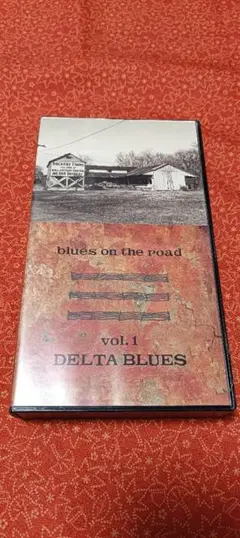 blues on the road
vol.1
DELTA BLUES